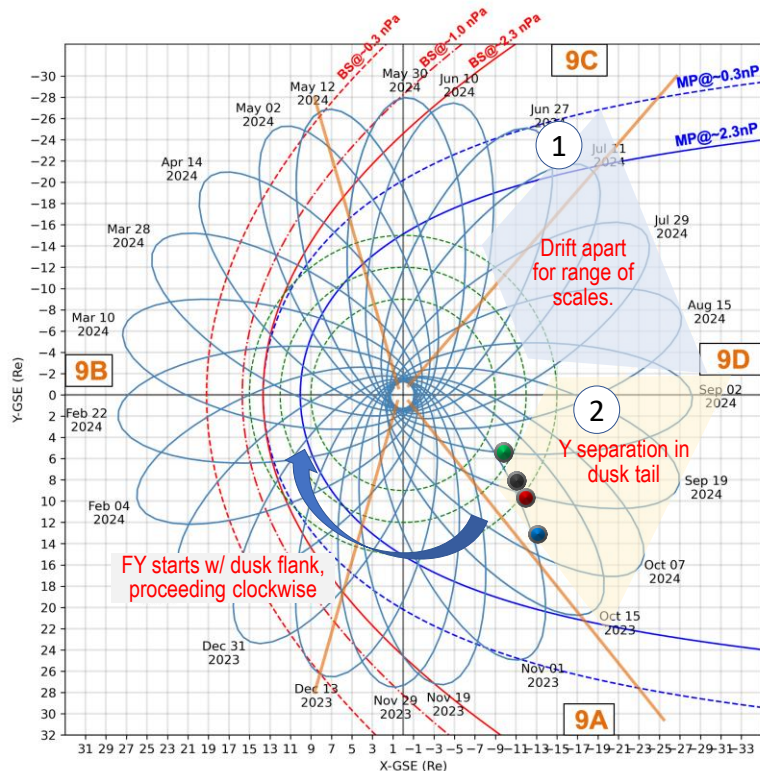 BS@~0.3 nPa
BS@~1.0 nPa
BS@~2.3 nPa
9C
MP@~0.3nP
MP@~2.3nP
May 12
2024
May 30
2024
Jun 10
2024
Jun 27
2024
May 02
2024
1
Jul 11
2024
Apr 14
2024
Mar 28
2024
Jul 29
2024
Drift apart
for range of
scales.
Mar 10
2024
Aug 15
2024
9B
9D
Feb 22
2024
Sep 02
2024
2
Y separation in
dusk tail
Feb 04
2024
Sep 19
2024
FY starts w/ dusk flank,
proceeding clockwise
Oct 07
2024
Oct 15
2023
Dec 31
2023
Nov 01
2023
Dec 13
2023
Nov 29
2023
Nov 19
2023
9A
Y-GSE (Re)
−30
−28
−26
−24
−22
−20
−18
−16
−14
−12
−10
−8
−6
−4
−2
0
2
4
6
8
10
12
14
16
18
20
22
24
26
28
30
32
31 29 27 25 23 21 19 17 15 13 11 9 7 5 3 1 −1 −3 −5 −7 −9 −11 −13 −15 −17 −19 −21 −23 −25 −27 −29 −31 −33
X-GSE (Re)